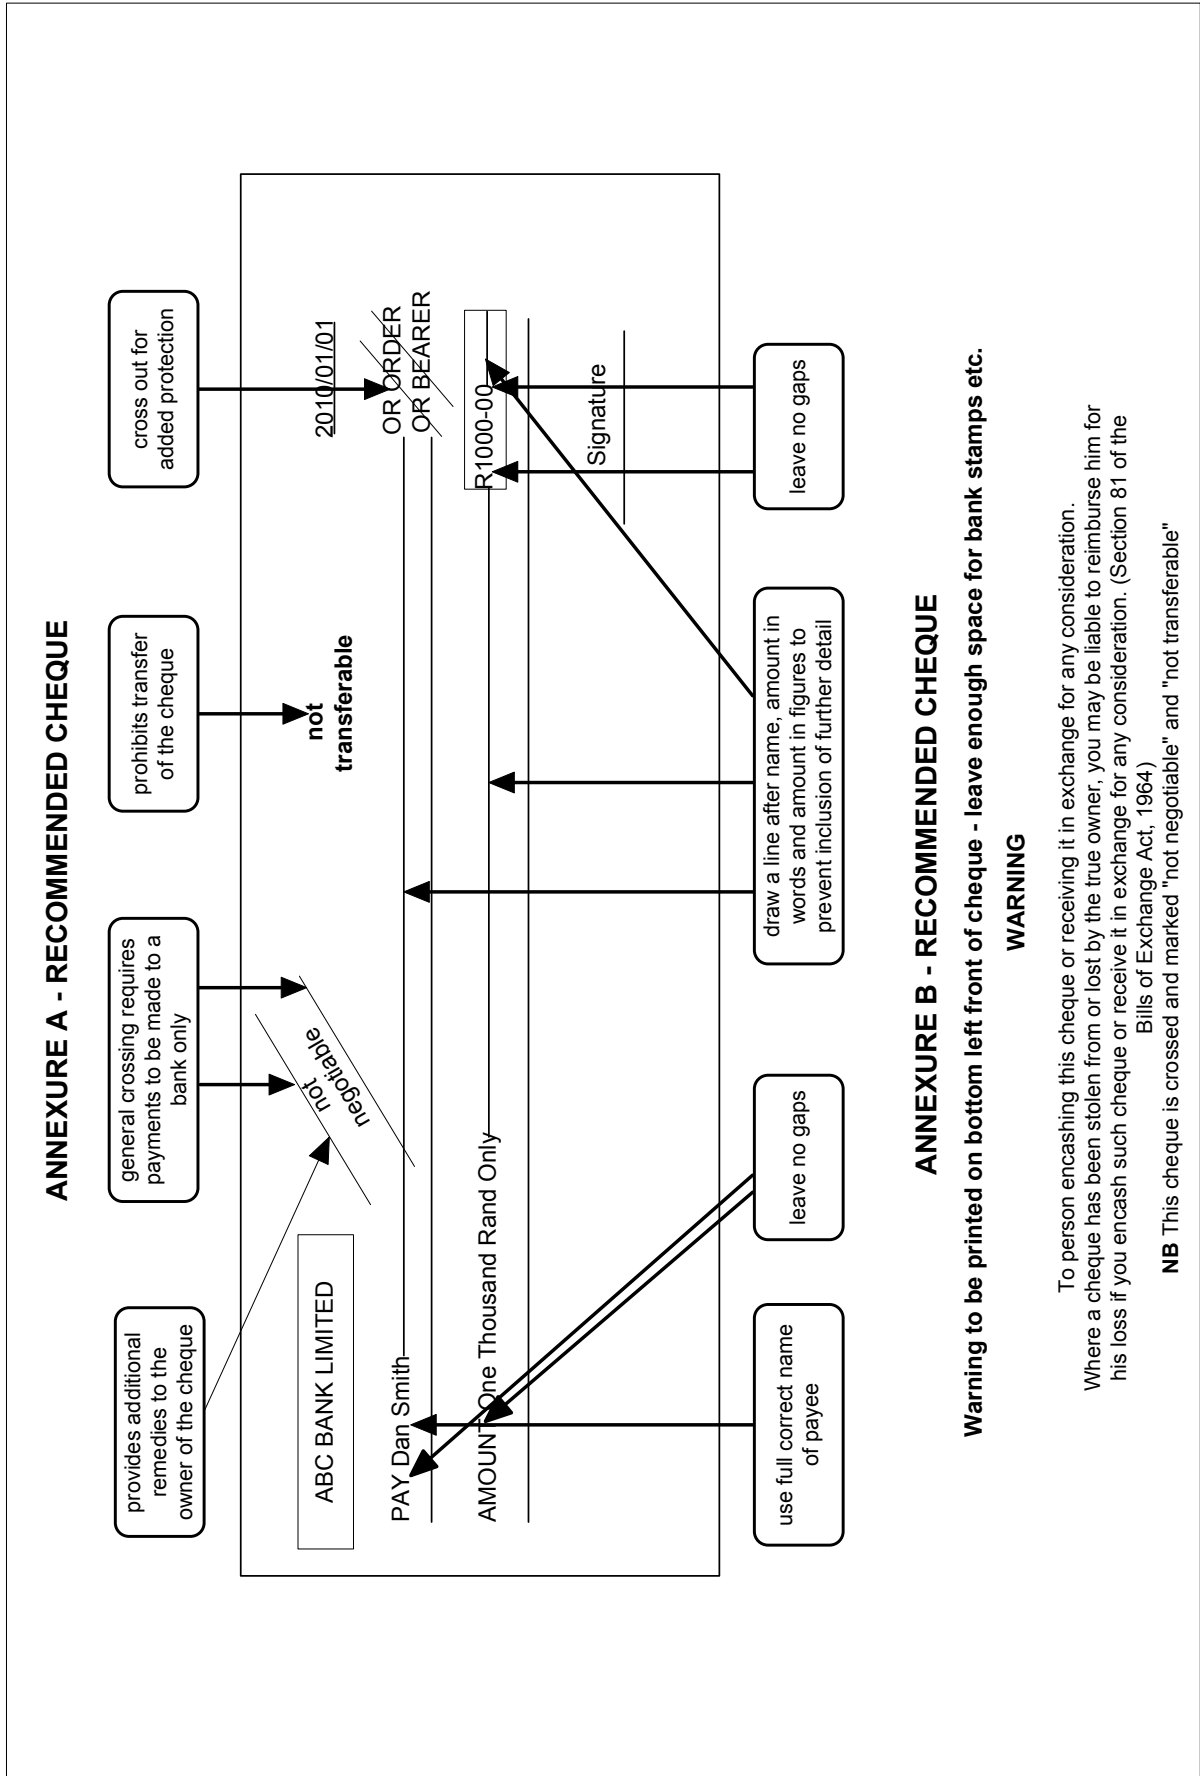 ANNEXURE A - RECOMMENDED CHEQUE
provides additional
remedies to the
owner of the cheque
general crossing requires
payments to be made to a
bank only
prohibits transfer
of the cheque
cross out for
added protection
ABC BANK LIMITED
not
negotiable
not
transferable
2010/01/01
PAY Dan Smith
OR ORDER
OR BEARER
AMOUNT One Thousand Rand Only
R1000-00
Signature
use full correct name
of payee
leave no gaps
draw a line after name, amount in
words and amount in figures to
prevent inclusion of further detail
leave no gaps
ANNEXURE B - RECOMMENDED CHEQUE
Warning to be printed on bottom left front of cheque - leave enough space for bank stamps etc.
WARNING
To person encashing this cheque or receiving it in exchange for any consideration.
Where a cheque has been stolen from or lost by the true owner, you may be liable to reimburse him for
his loss if you encash such cheque or receive it in exchange for any consideration. (Section 81 of the
Bills of Exchange Act, 1964)
NB This cheque is crossed and marked "not negotiable" and "not transferable"